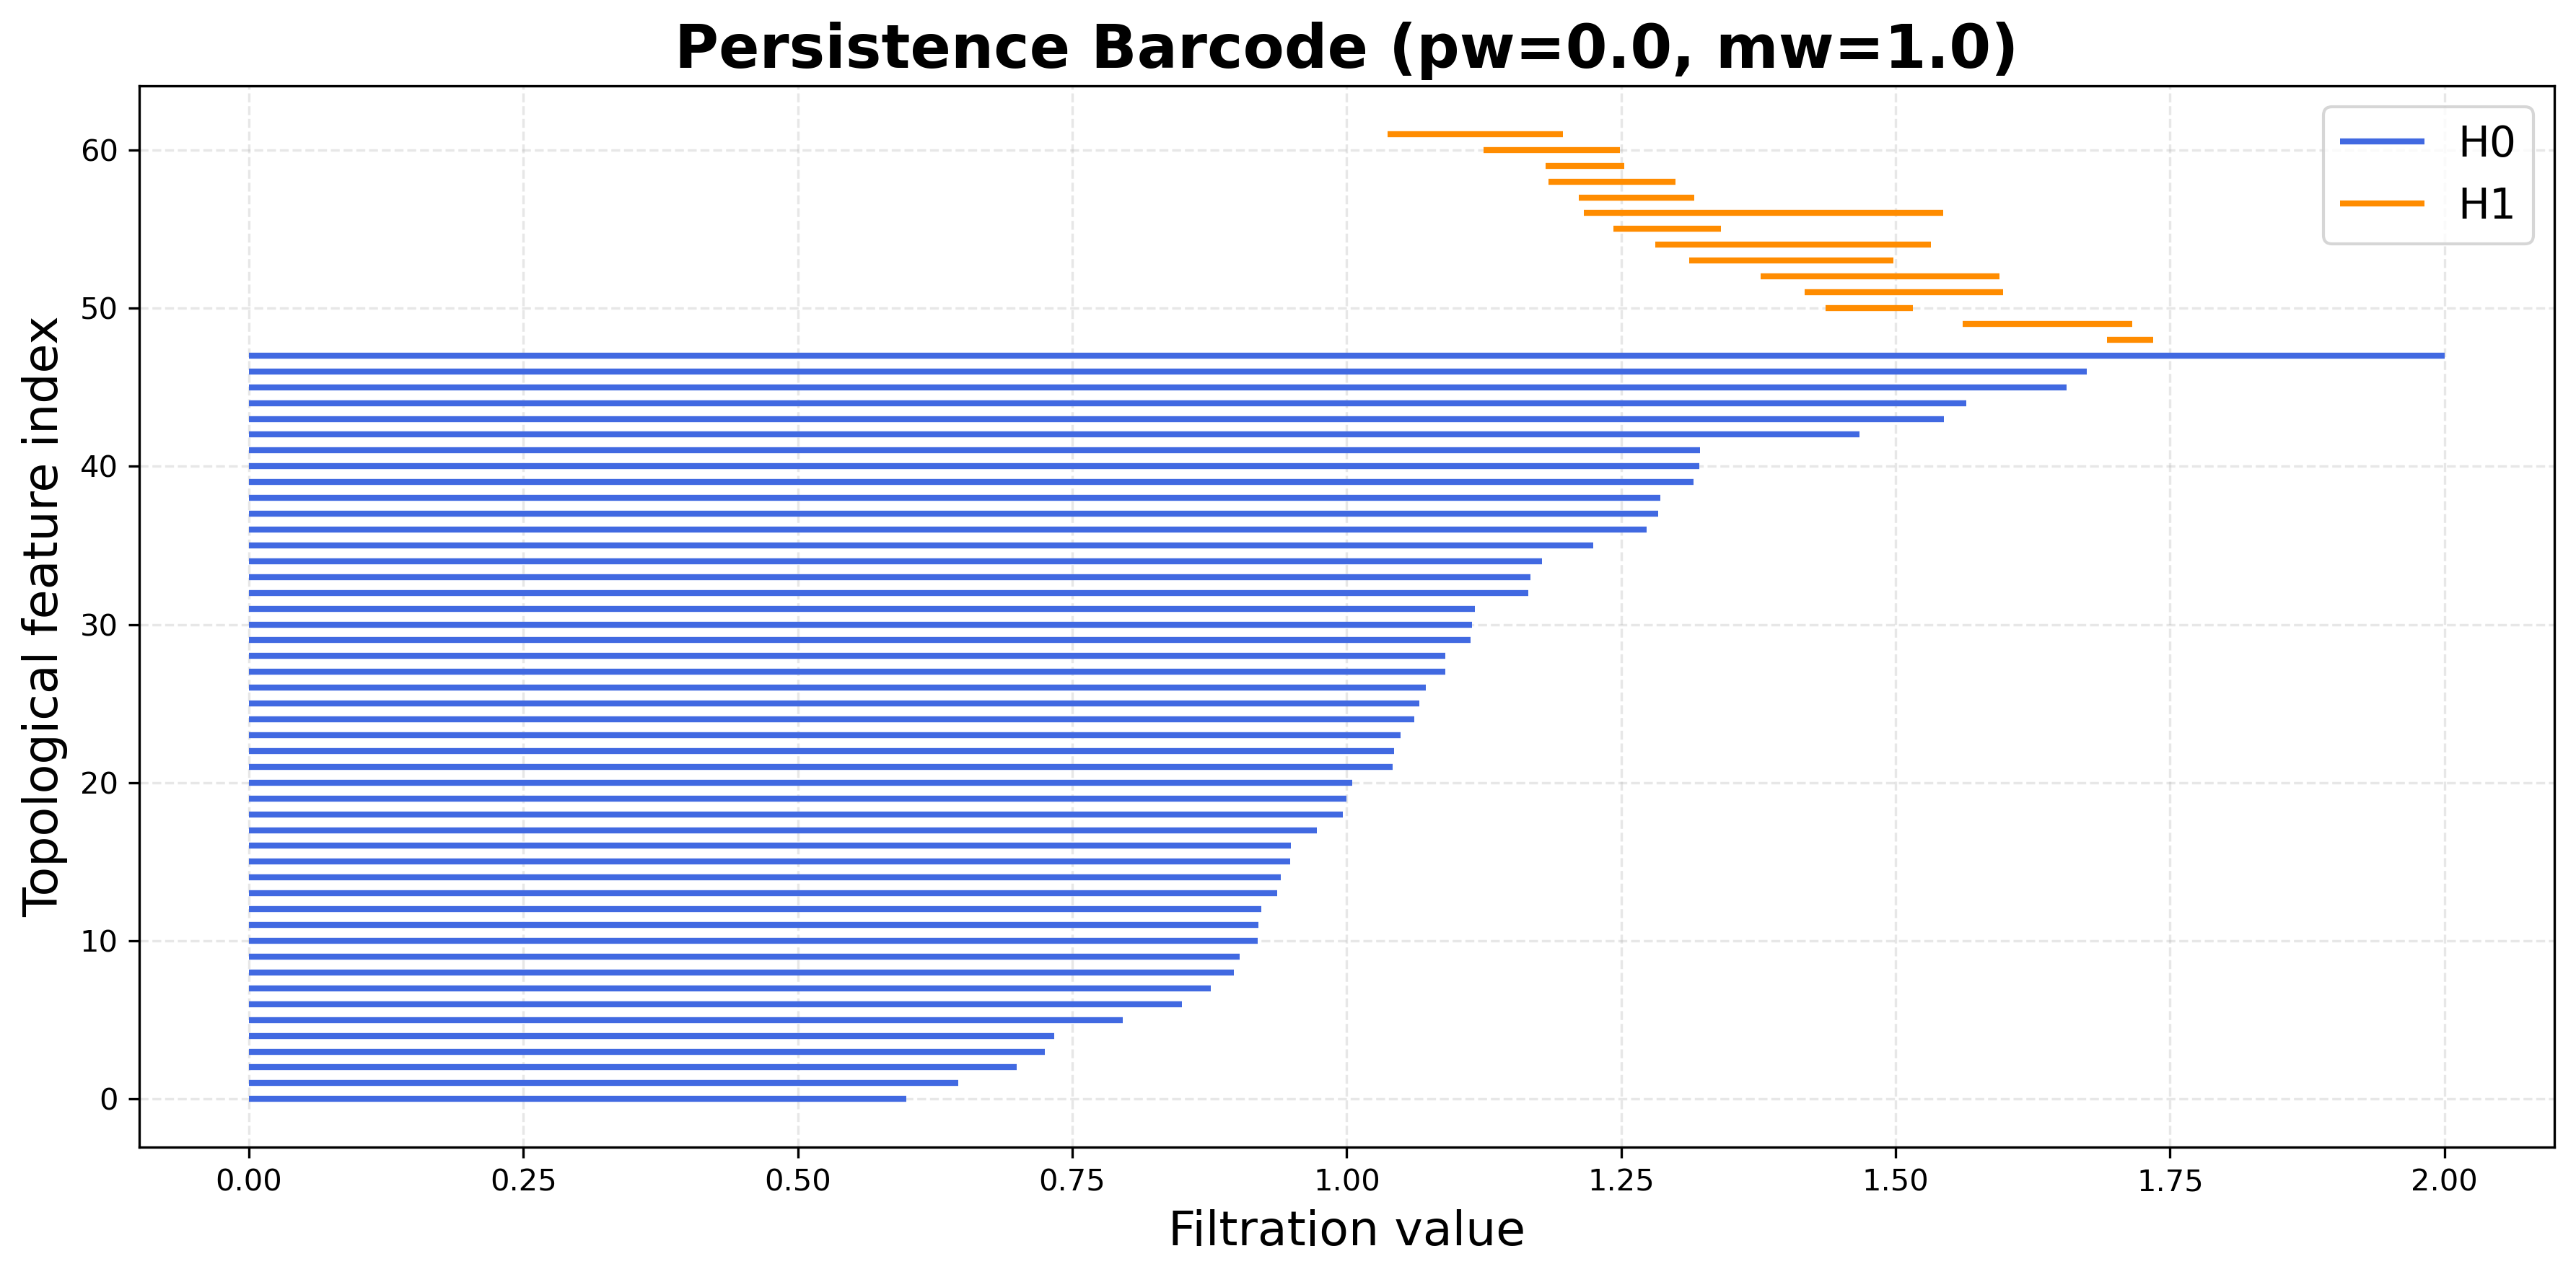 Persistence Barcode (pw=0.0, mw=1.0)
H0
H1
Topological feature index
60
50
40
30
20
10
0
0.00 0.25 0.50 0.75 1.00 1.25 1.50 1.75 2.00
Filtration value